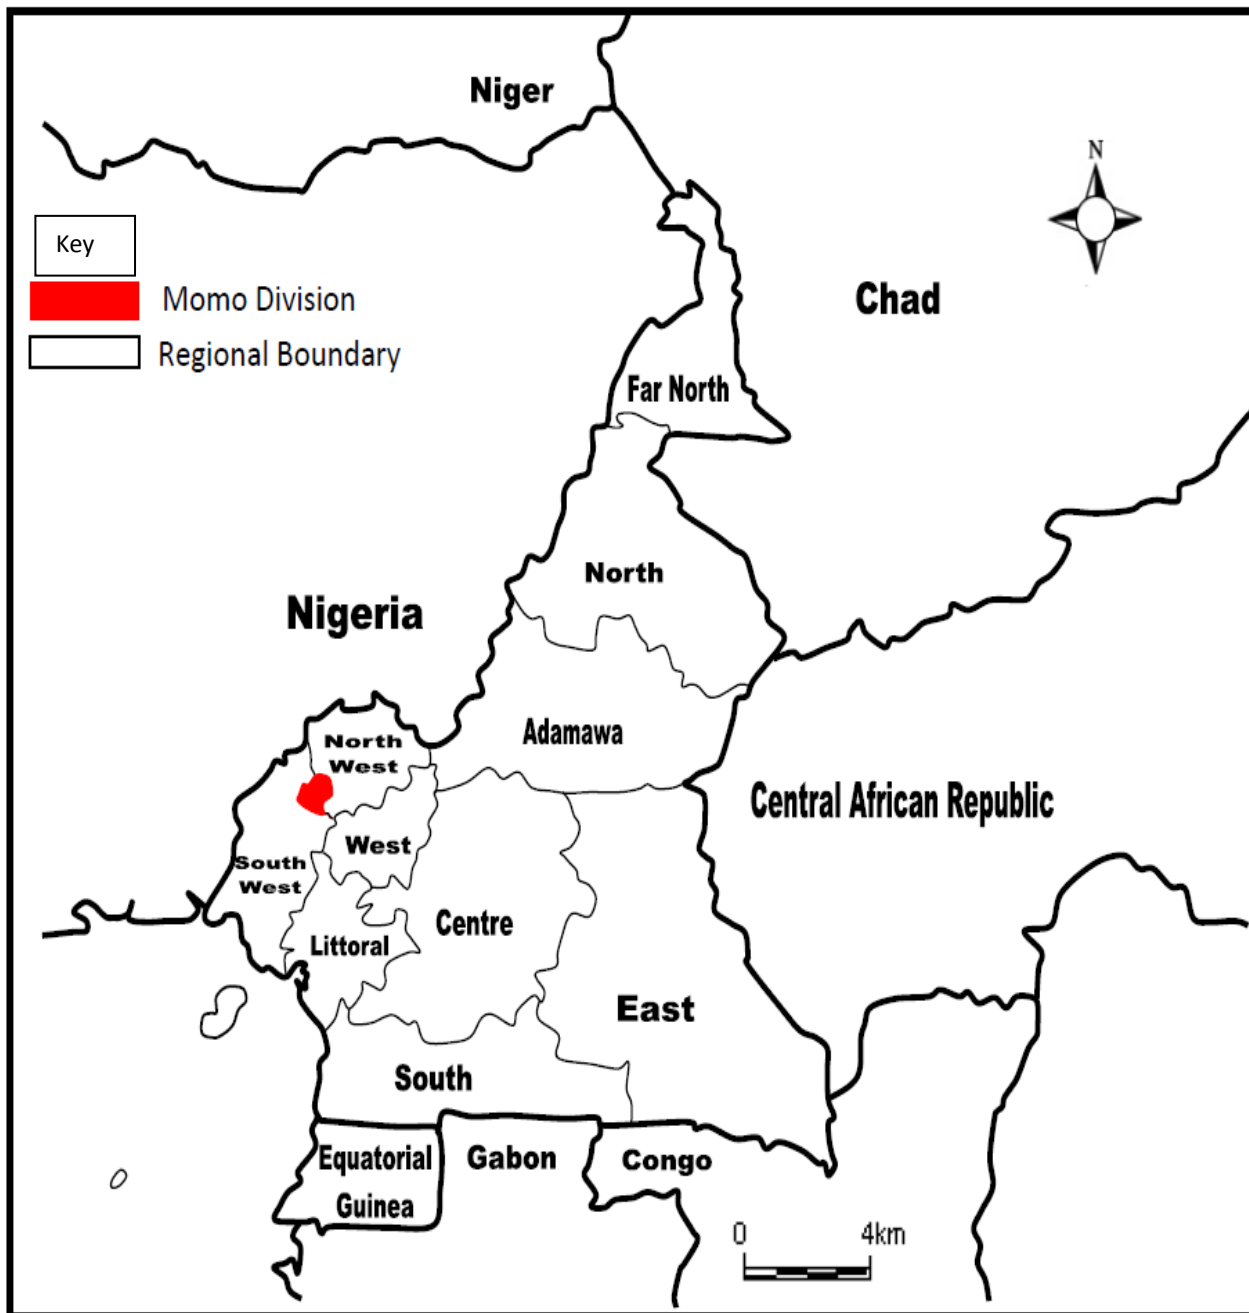 Niger
N
Key
Momo Division
Regional Boundary
Chad
Far North
North
Nigeria
Adamawa
North
West
Central African Republic
West
South
West
Centre
Littoral
East
South
Equatorial
Guinea
Gabon
Congo
0 4km